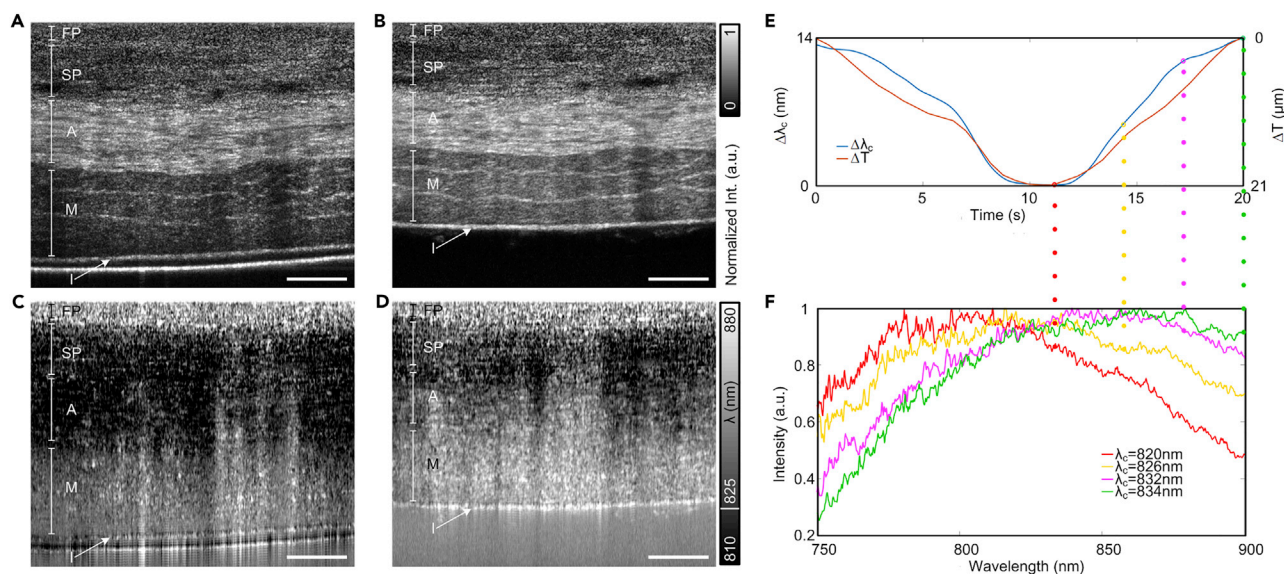 A
FP
SP
A
M
I
B
FP
SP
A
M
I
1
0
Normalized Int. (a.u.)
C
FP
SP
A
M
I
D
FP
SP
A
M
I
880
λ (nm)
825
810
E
14
0
Δλc (nm)
Δλc
ΔT
0
21
ΔT (μm)
0 5 10 15 20
Time (s)
F
1
0.8
0.6
0.4
0.2
Intensity (a.u.)
λc=820nm
λc=826nm
λc=832nm
λc=834nm
750 800 850 900
Wavelength (nm)